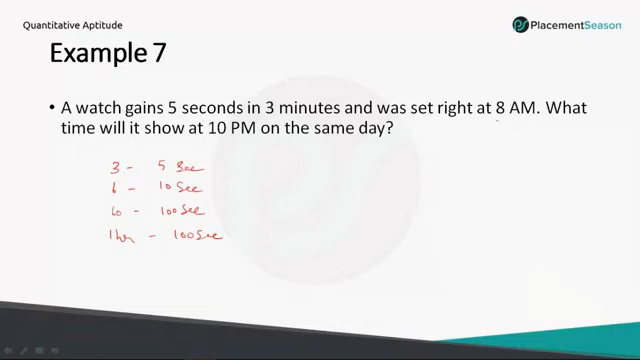 Quantitative Aptitude
PlacementSeason
Example 7
• A watch gains 5 seconds in 3 minutes and was set right at 8 AM. What
time will it show at 10 PM on the same day?
3 - 5 Sec
6 - 10 Sec
60 - 100 Sec
1 hr - 100 Sec